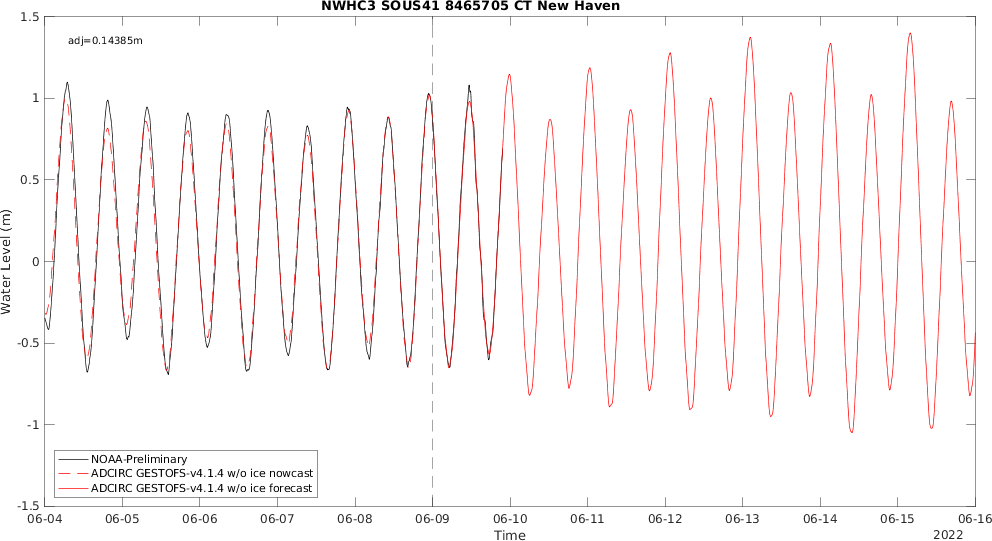 NWHC3 SOUS41 8465705 CT New Haven
adj=0.14385m
1.5
1
0.5
0
-0.5
-1
-1.5
Water Level (m)
NOAA-Preliminary
ADCIRC GESTOFS-v4.1.4 w/o ice nowcast
ADCIRC GESTOFS-v4.1.4 w/o ice forecast
06-04 06-05 06-06 06-07 06-08 06-09 06-10 06-11 06-12 06-13 06-14 06-15 06-16
Time
2022